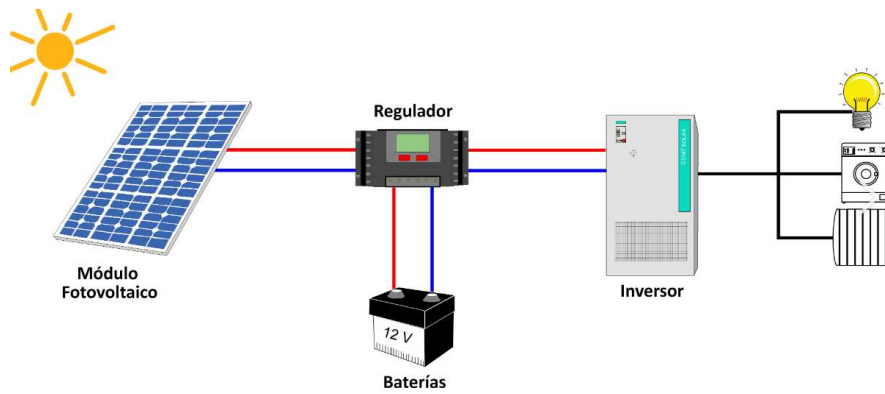 Regulador
Módulo
Fotovoltaico
Inversor
12 V
Baterías